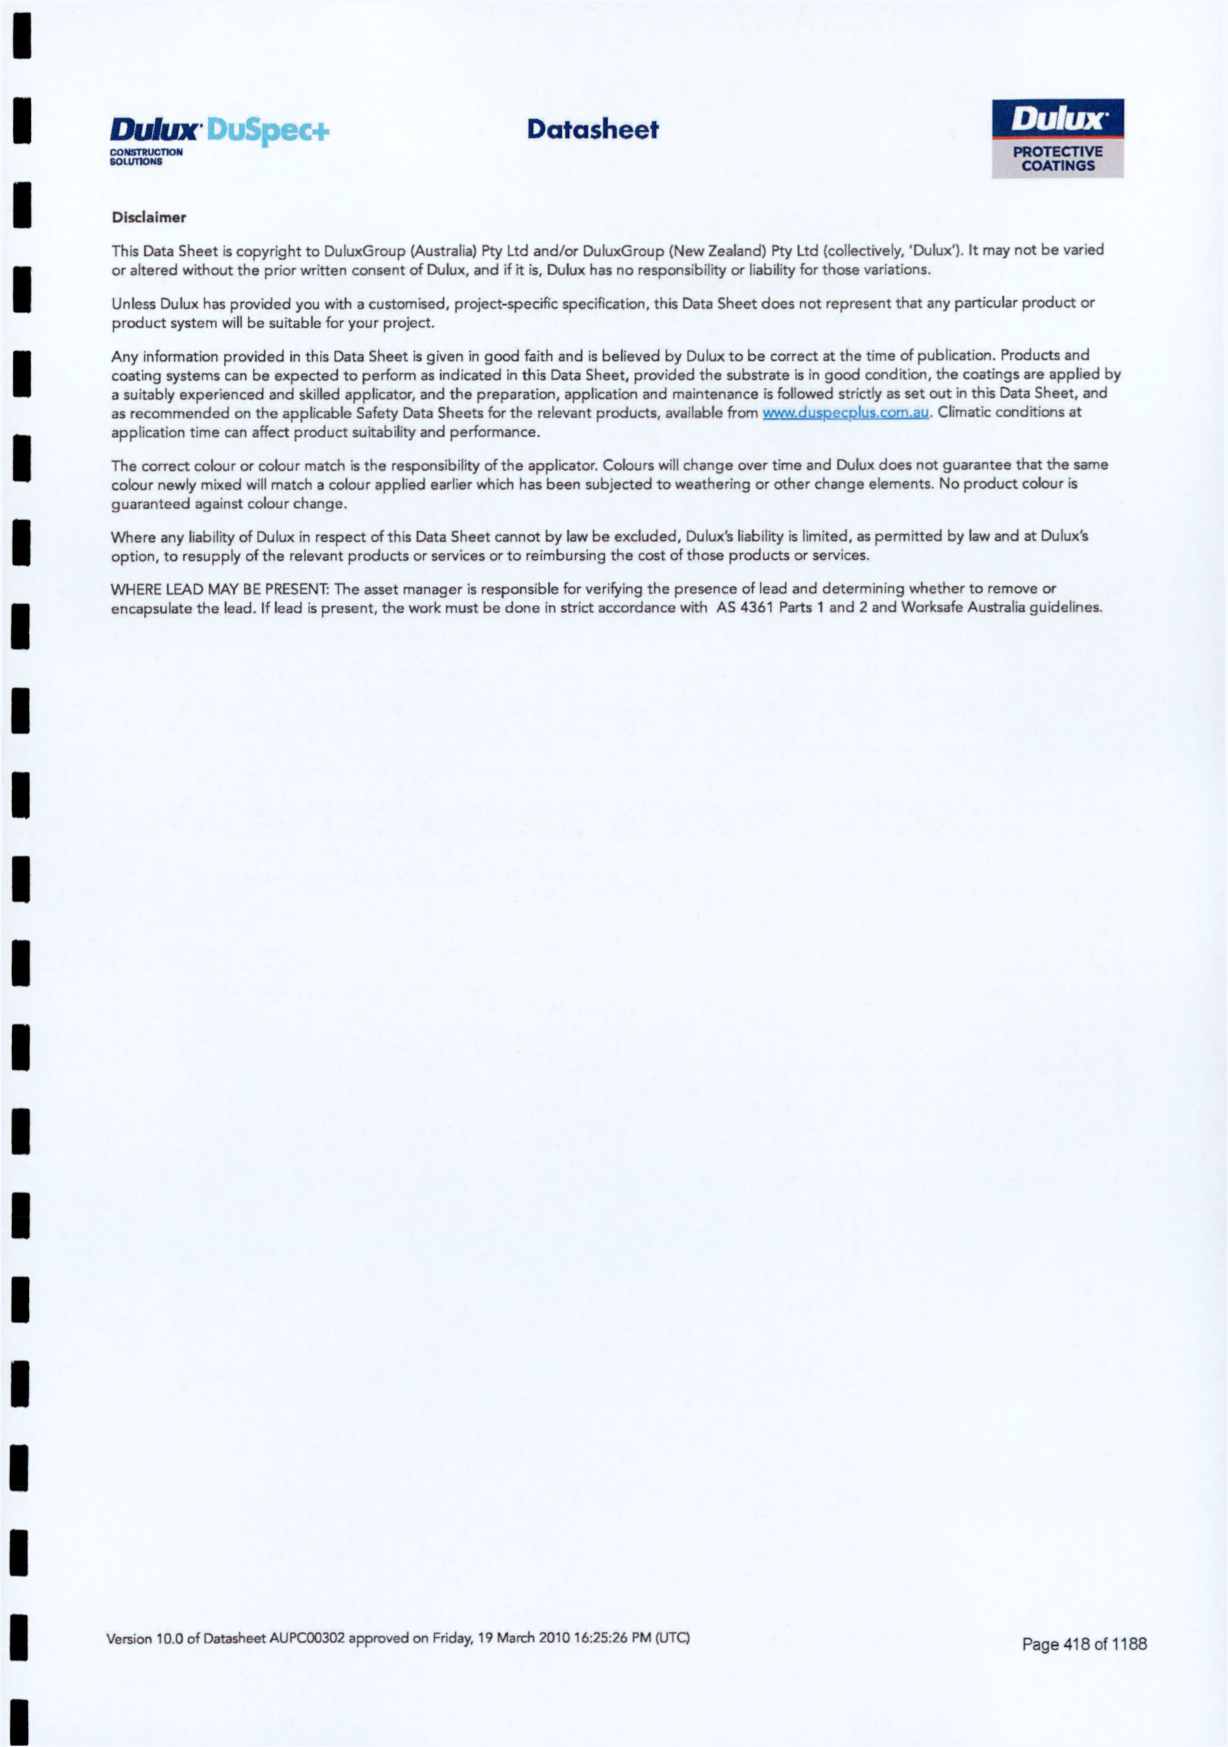 Dulux DuSpec+
CONSTRUCTION
SOLUTIONS
Datasheet
Dulux
PROTECTIVE
COATINGS
Disclaimer
This Data Sheet is copyright to DuluxGroup (Australia) Pty Ltd and/or DuluxGroup (New Zealand) Pty Ltd (collectively, 'Dulux'). It may not be varied
or altered without the prior written consent of Dulux, and if it is, Dulux has no responsibility or liability for those variations.
Unless Dulux has provided you with a customised, project-specific specification, this Data Sheet does not represent that any particular product or
product system will be suitable for your project.
Any information provided in this Data Sheet is given in good faith and is believed by Dulux to be correct at the time of publication. Products and
coating systems can be expected to perform as indicated in this Data Sheet, provided the substrate is in good condition, the coatings are applied by
a suitably experienced and skilled applicator, and the preparation, application and maintenance is followed strictly as set out in this Data Sheet, and
as recommended on the applicable Safety Data Sheets for the relevant products, available from www.duspecplus.com.au. Climatic conditions at
application time can affect product suitability and performance.
The correct colour or colour match is the responsibility of the applicator. Colours will change over time and Dulux does not guarantee that the same
colour newly mixed will match a colour applied earlier which has been subjected to weathering or other change elements. No product colour is
guaranteed against colour change.
Where any liability of Dulux in respect of this Data Sheet cannot by law be excluded, Dulux's liability is limited, as permitted by law and at Dulux's
option, to resupply of the relevant products or services or to reimbursing the cost of those products or services.
WHERE LEAD MAY BE PRESENT: The asset manager is responsible for verifying the presence of lead and determining whether to remove or
encapsulate the lead. If lead is present, the work must be done in strict accordance with AS 4361 Parts 1 and 2 and Worksafe Australia guidelines.
Version 10.0 of Datasheet AUPC00302 approved on Friday, 19 March 2010 16:25:26 PM (UTC)
Page 418 of 1188